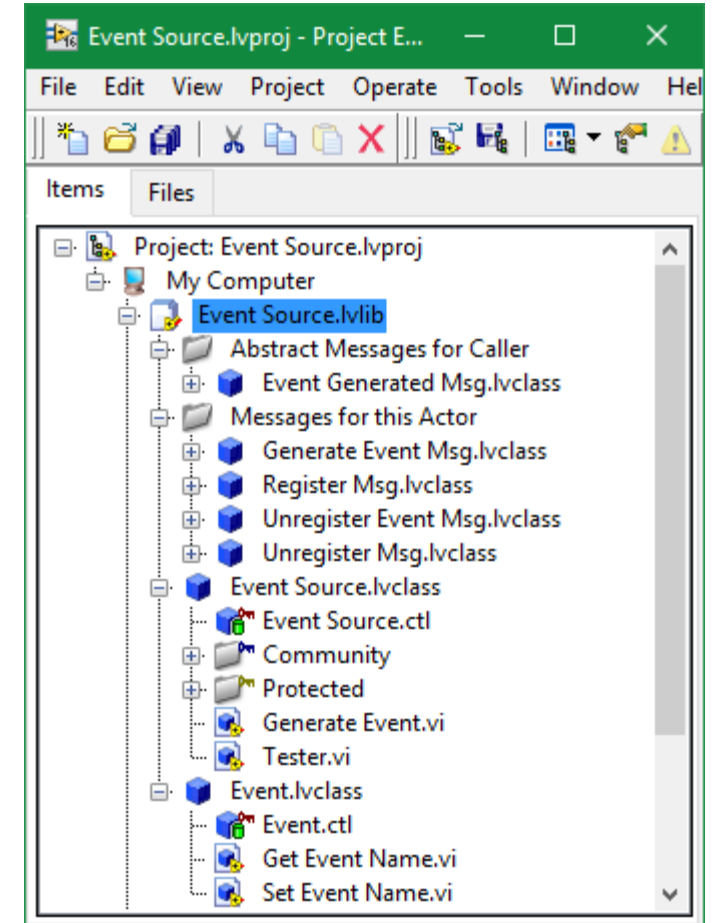 Event Source.lvproj - Project E...
File Edit View Project Operate Tools Window Hel
Items Files
Project: Event Source.lvproj
My Computer
Event Source.lvlib
Abstract Messages for Caller
Event Generated Msg.lvclass
Messages for this Actor
Generate Event Msg.lvclass
Register Msg.lvclass
Unregister Event Msg.lvclass
Unregister Msg.lvclass
Event Source.lvclass
Event Source.ctl
Community
Protected
Generate Event.vi
Tester.vi
Event.lvclass
Event.ctl
Get Event Name.vi
Set Event Name.vi